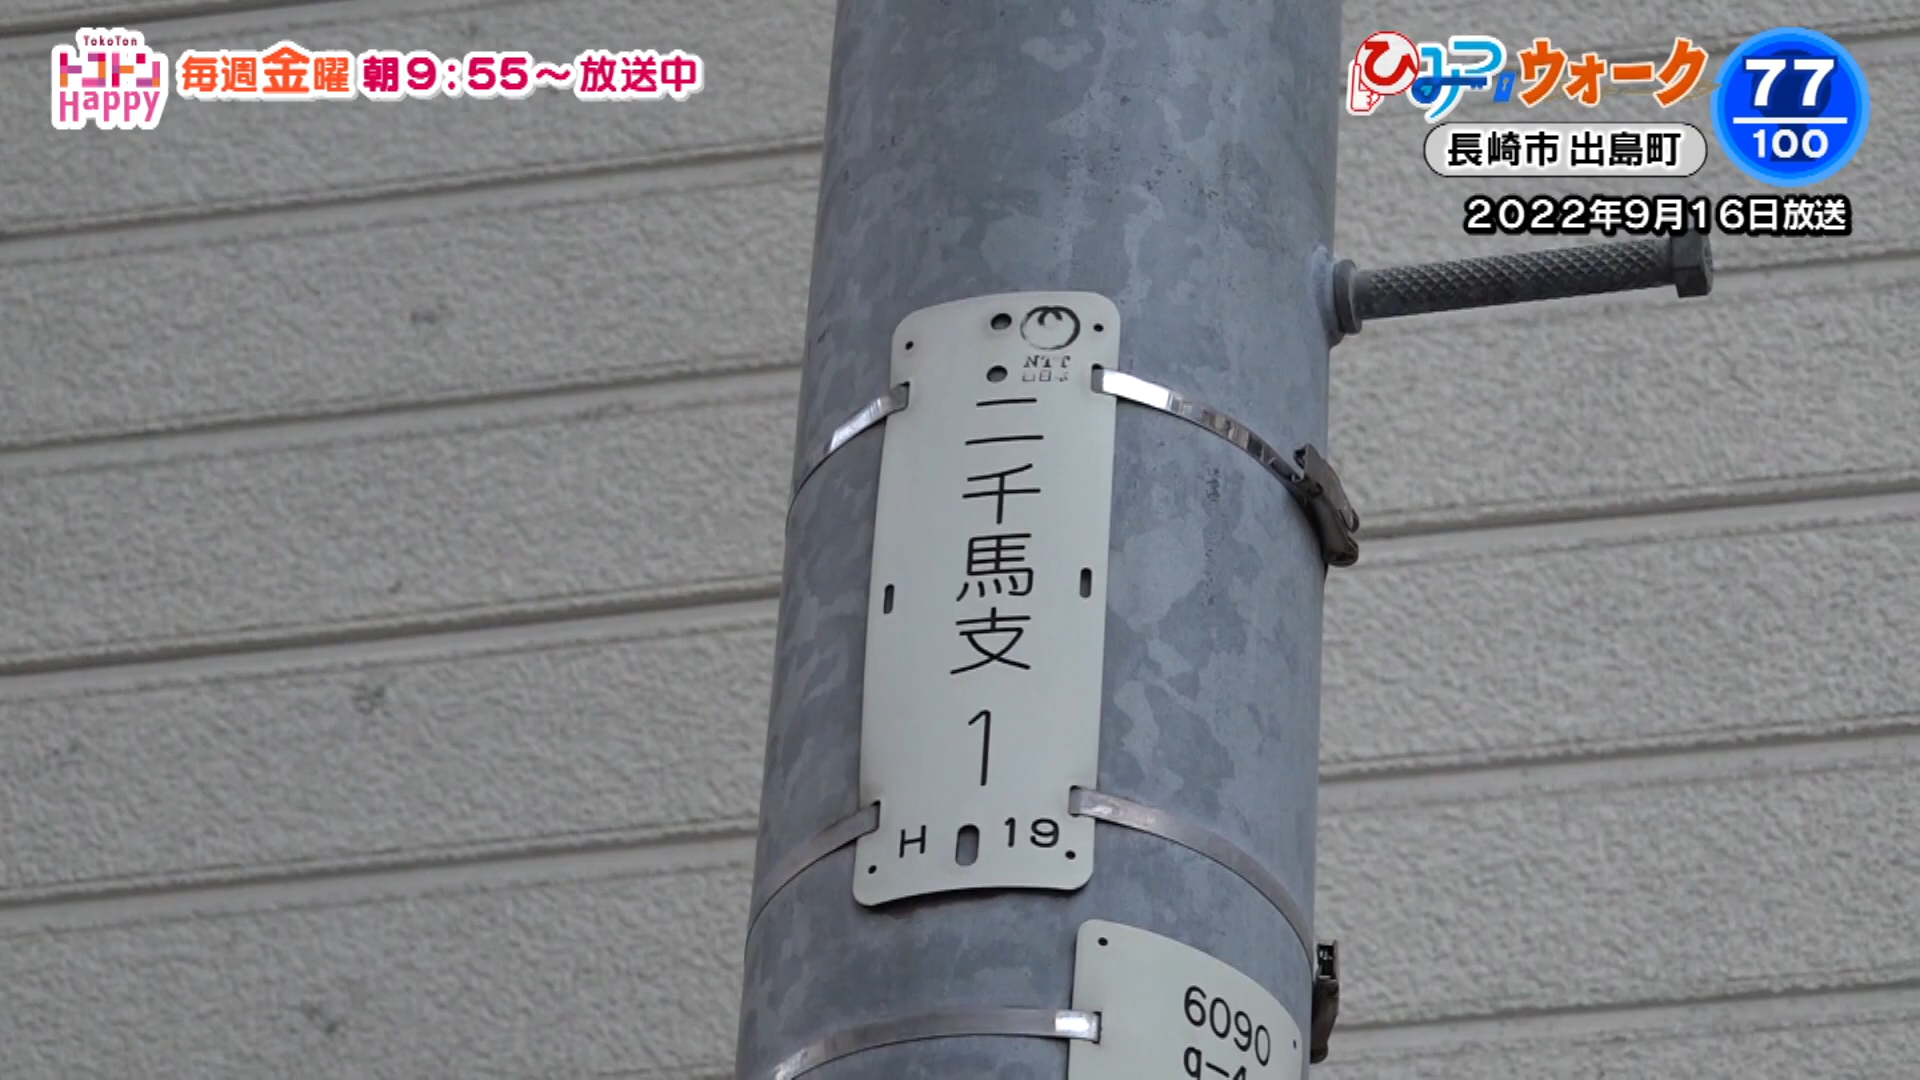 TokoTon
トコトン
Happy
毎週金曜 朝9:55～放送中
ひみつ ウォーク
77
100
長崎市 出島町
2022年9月16日放送
NTT
二千馬支
1
H 19
6090